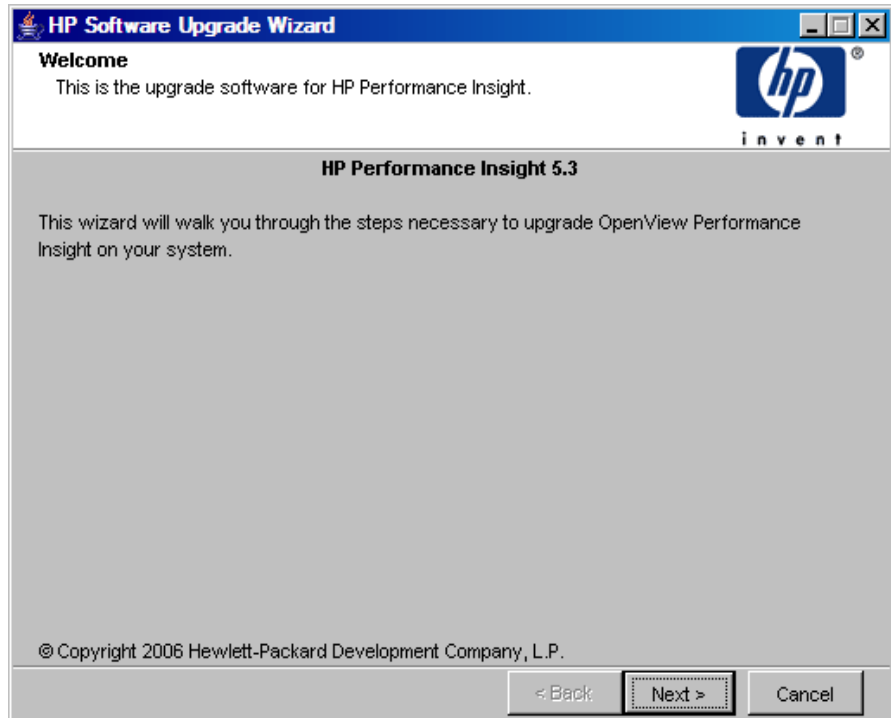 HP Software Upgrade Wizard
Welcome
This is the upgrade software for HP Performance Insight.
hp
®
invent
HP Performance Insight 5.3
This wizard will walk you through the steps necessary to upgrade OpenView Performance
Insight on your system.
© Copyright 2006 Hewlett-Packard Development Company, L.P.
< Back
Next >
Cancel